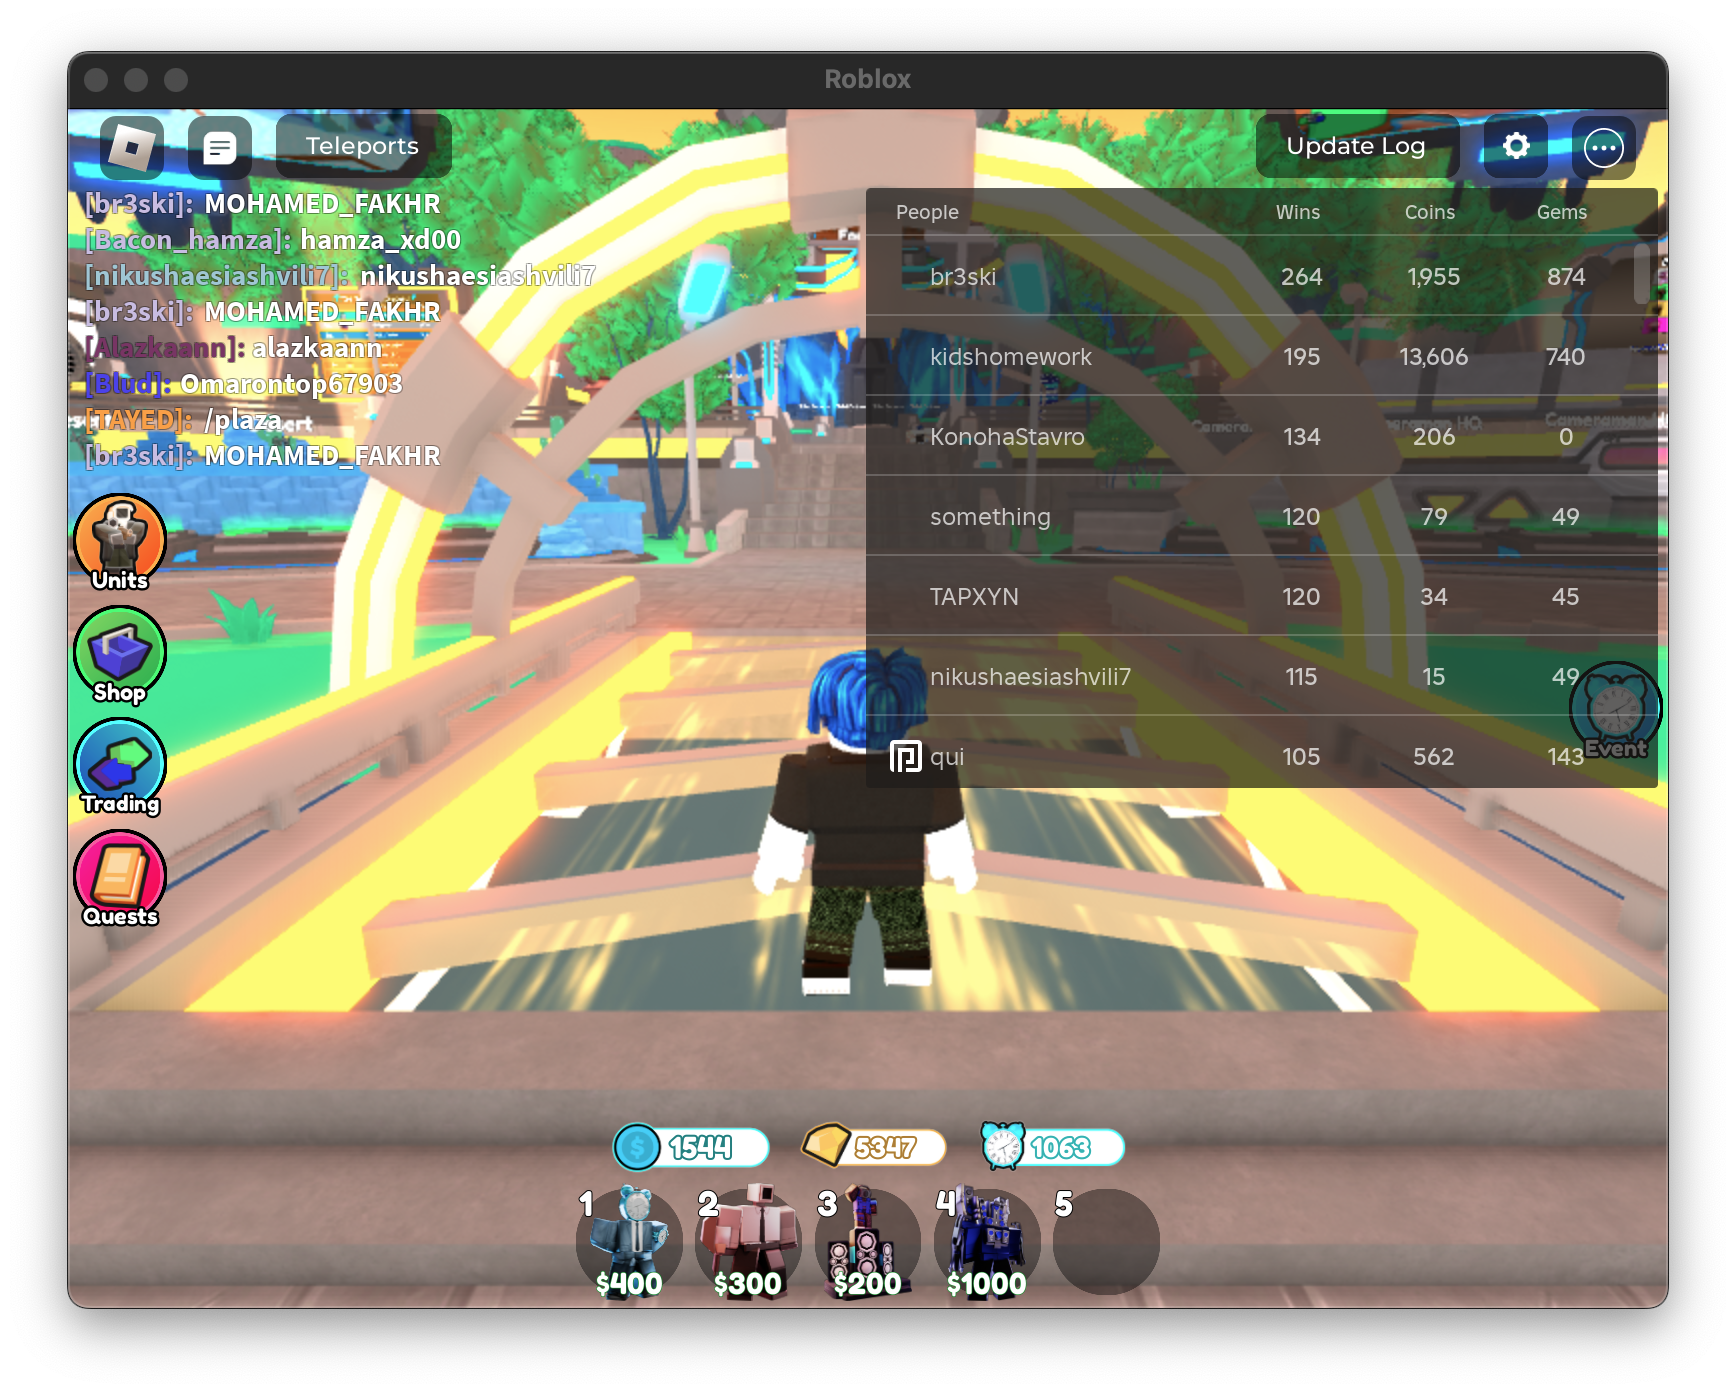 Roblox
Teleports
Update Log
[br3ski]: MOHAMED_FAKHR
[Bacon_hamza]: hamza_xd00
[nikushaesiashvili7]: nikushaesiashvili7
[br3ski]: MOHAMED_FAKHR
[Alazkaann]: alazkaann
[Blud]: Omarontop67903
[TAYED]: /plaza
[br3ski]: MOHAMED_FAKHR
People Wins Coins Gems
br3ski 264 1,955 874
kidshomework 195 13,606 740
KonohaStavro 134 206 0
something 120 79 49
TAPXYN 120 34 45
nikushaesiashvili7 115 15 49
qui 105 562 143
Units
Shop
Trading
Quests
Event
1544 5347 1063
1 2 3 4 5
$400 $300 $200 $1000